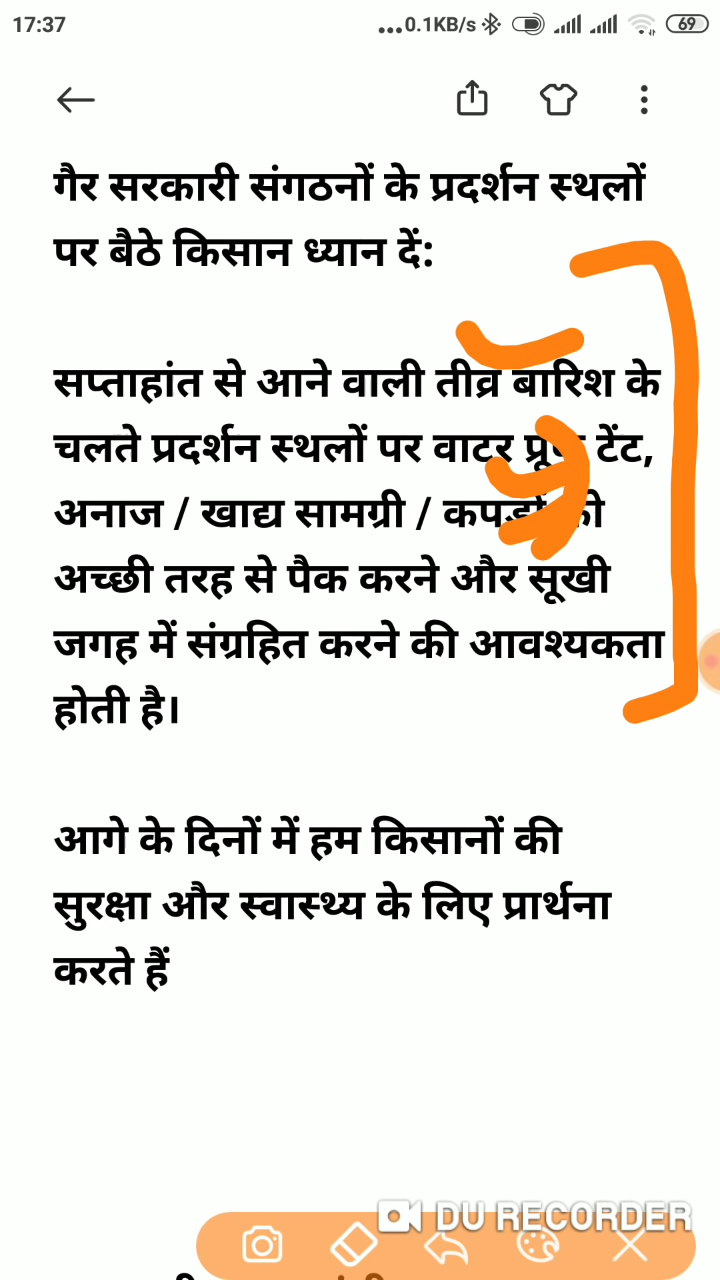 17:37
...0.1KB/s 69
गैर सरकारी संगठनों के प्रदर्शन स्थलों
पर बैठे किसान ध्यान दें:
सप्ताहांत से आने वाली तीव्र बारिश के
चलते प्रदर्शन स्थलों पर वाटर टेंट,
अनाज / खाद्य सामग्री /
अच्छी तरह से पैक करने और सूखी
जगह में संग्रहित करने की आवश्यकता
होती है।
आगे के दिनों में हम किसानों की
सुरक्षा और स्वास्थ्य के लिए प्रार्थना
करते हैं
DU RECORDER